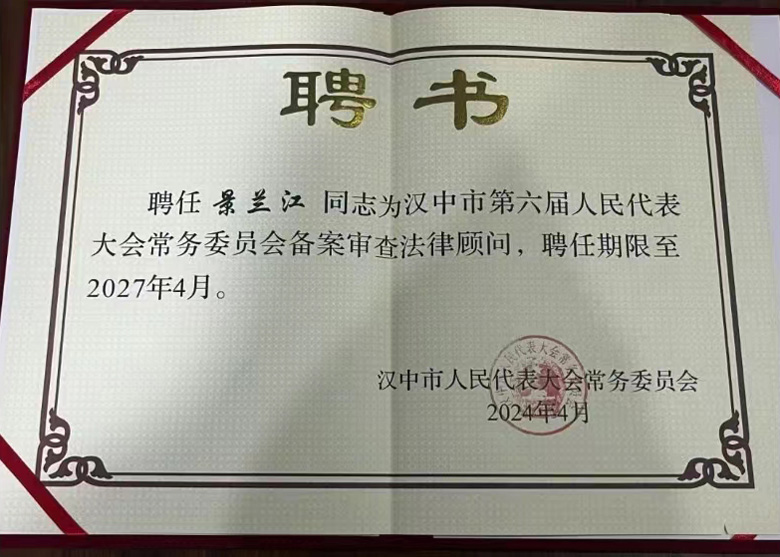 聘书
聘任 景兰江 同志为汉中市第六届人民代表
大会常务委员会备案审查法律顾问，聘任期限至
2027年4月。
汉中市人民代表大会常务委员会
2024年4月